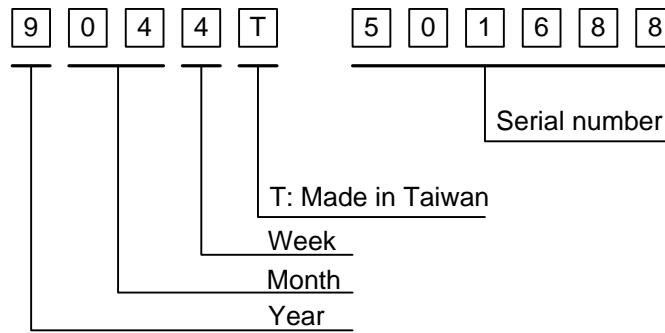 9 0 4 4 T 5 0 1 6 8 8
Serial number
T: Made in Taiwan
Week
Month
Year